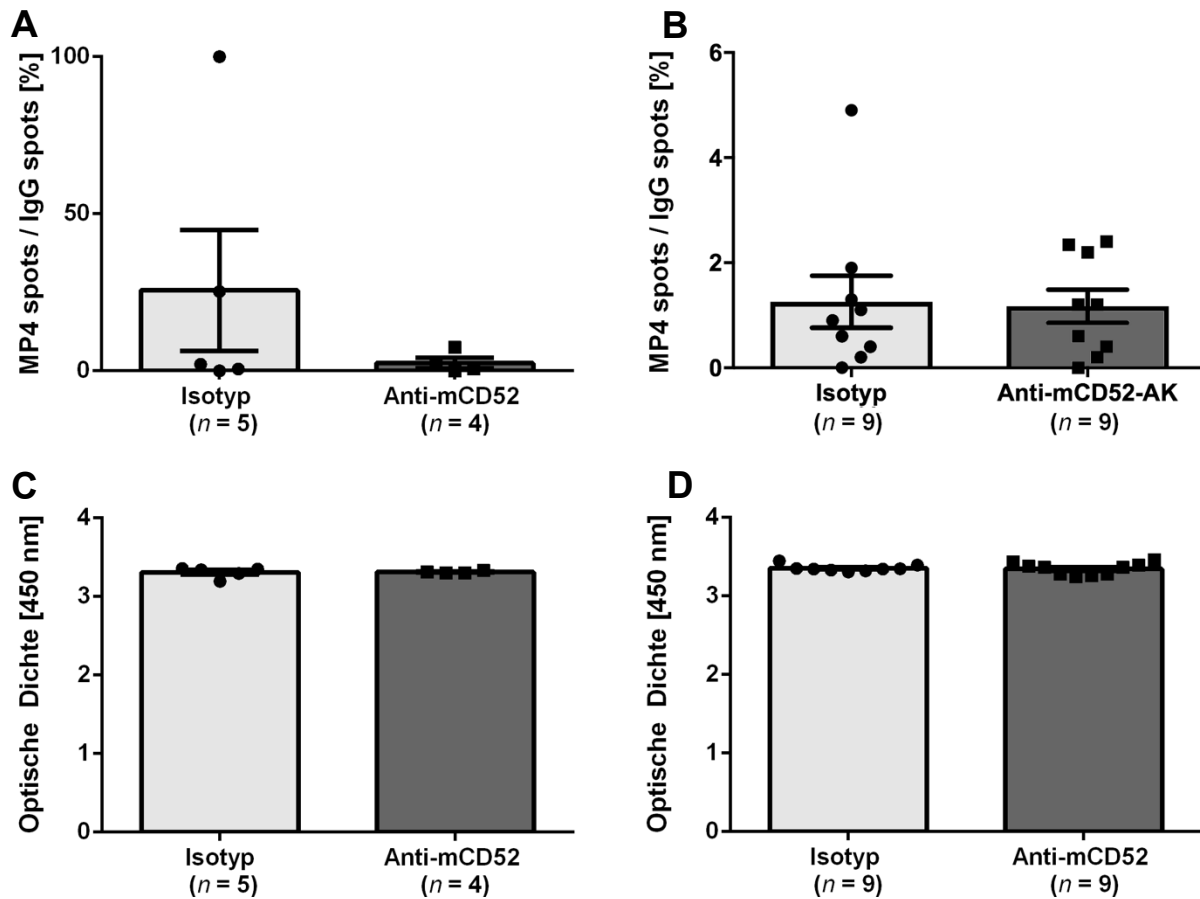 A
MP4 spots / IgG spots [%]
100
50
0
Isotyp
(n = 5)
Anti-mCD52
(n = 4)
B
MP4 spots / IgG spots [%]
6
4
2
0
Isotyp
(n = 9)
Anti-mCD52-AK
(n = 9)
C
Optische Dichte [450 nm]
4
3
2
1
0
Isotyp
(n = 5)
Anti-mCD52
(n = 4)
D
Optische Dichte [450 nm]
4
3
2
1
0
Isotyp
(n = 9)
Anti-mCD52
(n = 9)